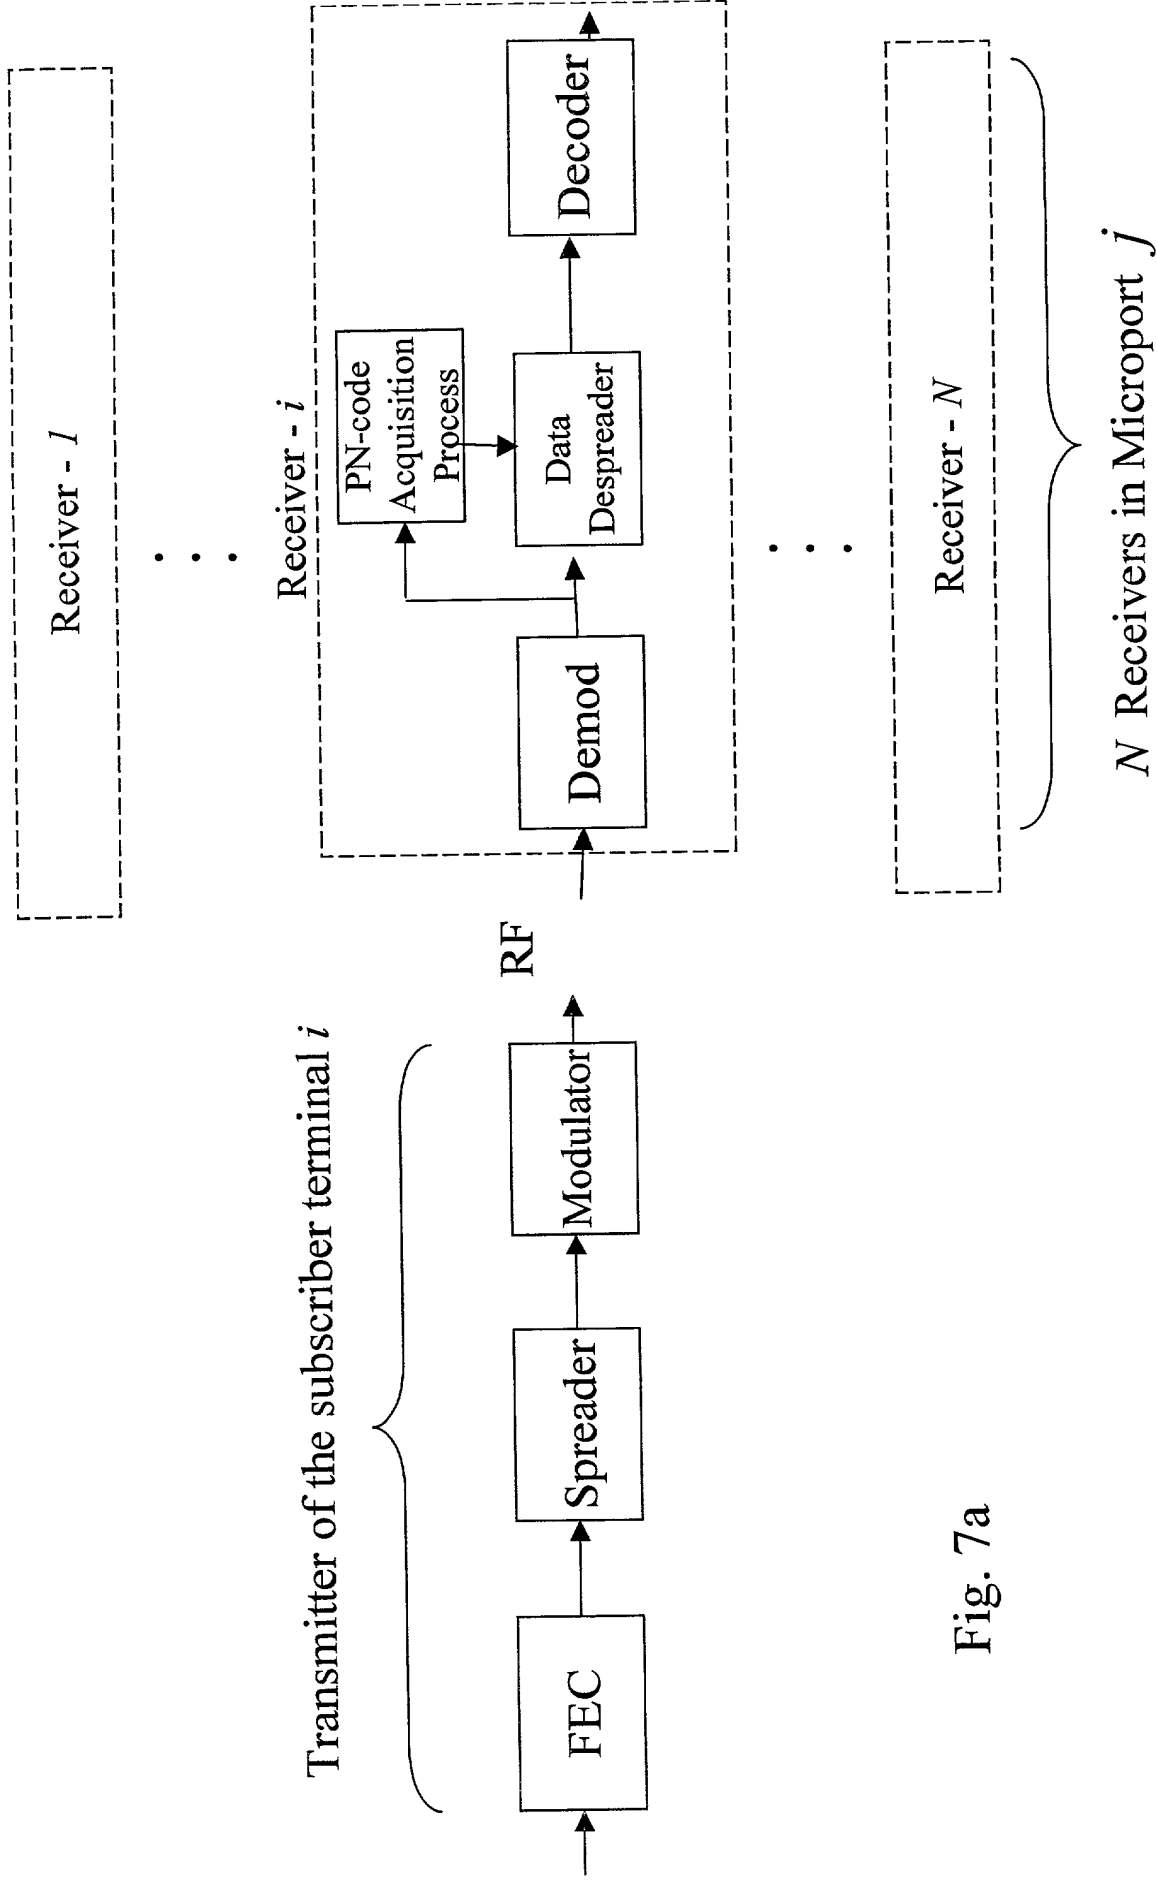 Transmitter of the subscriber terminal i
FEC
Spreader
Modulator
RF
Receiver - 1
. . .
Receiver - i
Demod
PN-code
Acquisition
Process
Data
Despreader
Decoder
. . .
Receiver - N
N Receivers in Microport j
Fig. 7a